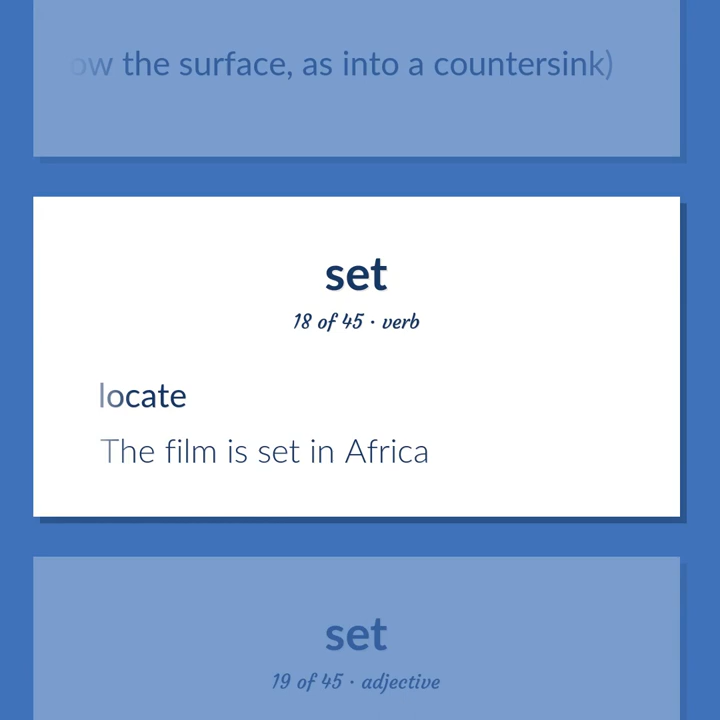 ow the surface, as into a countersink)
set
18 of 45 · verb
locate
The film is set in Africa
set
19 of 45 · adjective